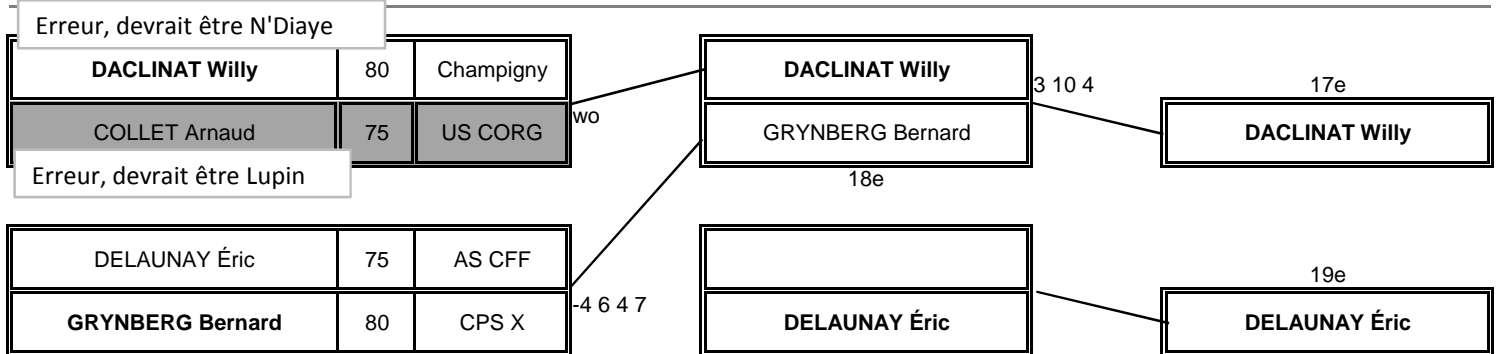 Erreur, devrait être N'Diaye
DACLINAT Willy 80 Champigny
COLLET Arnaud 75 US CORG
wo
Erreur, devrait être Lupin
DELAUNAY Éric 75 AS CFF
GRYNBERG Bernard 80 CPS X
-4 6 4 7
DACLINAT Willy
GRYNBERG Bernard
18e
3 10 4
DELAUNAY Éric
17e
DACLINAT Willy
19e
DELAUNAY Éric